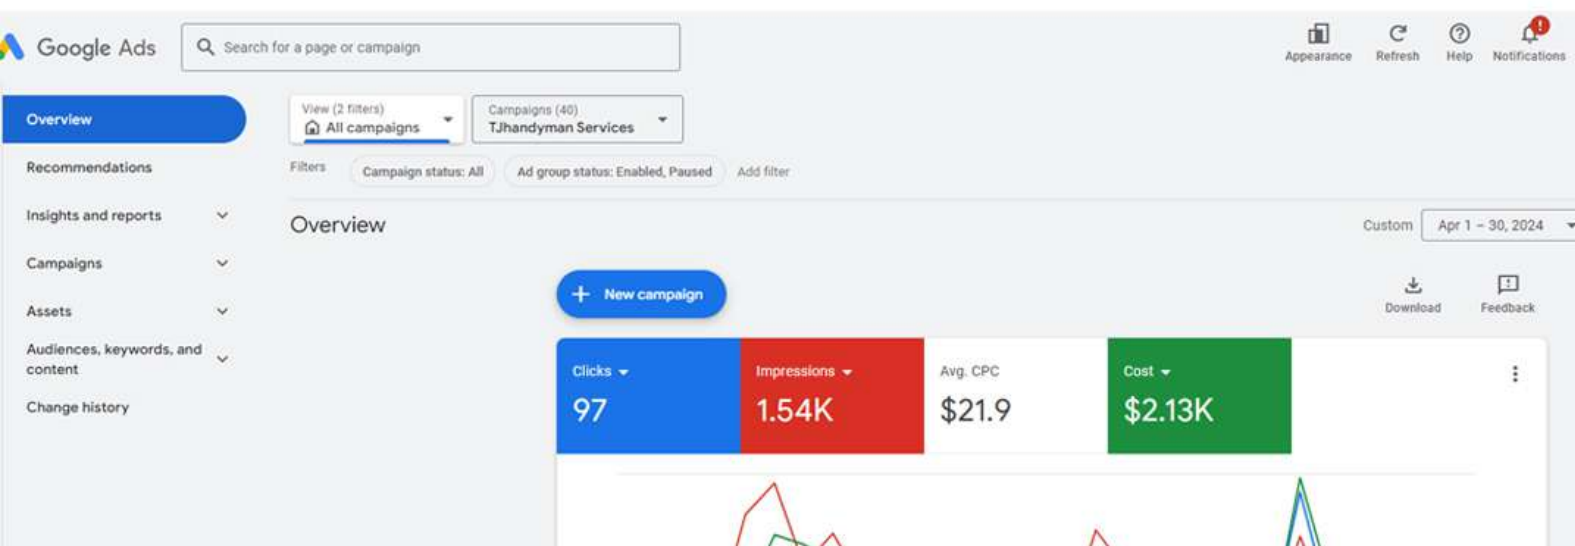 Google Ads
Search for a page or campaign
Appearance
Refresh
Help
Notifications
Overview
Recommendations
Insights and reports
Campaigns
Assets
Audiences, keywords, and
content
Change history
View (2 filters)
All campaigns
Campaigns (40)
TJhandyman Services
Filters
Campaign status: All
Ad group status: Enabled, Paused
Add filter
Overview
Custom
Apr 1 – 30, 2024
New campaign
Download
Feedback
Clicks
97
Impressions
1.54K
Avg. CPC
$21.9
Cost
$2.13K